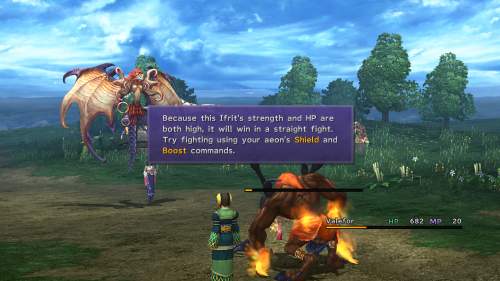 Because this Ifrit's strength and HP are
both high, it will win in a straight fight.
Try fighting using your aeon's Shield and
Boost commands.
Valefor HP 682 MP 20